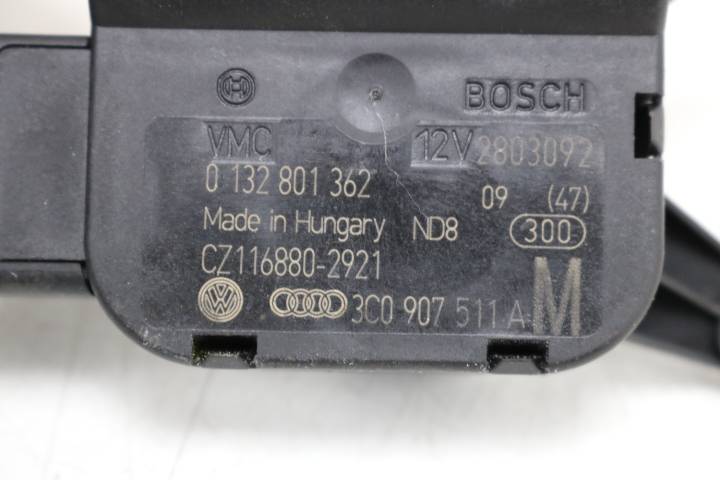 BOSCH
VMC 12V 2803092
0 132 801 362 09 (47)
Made in Hungary ND8 300
CZ116880-2921
3C0 907 511 A M